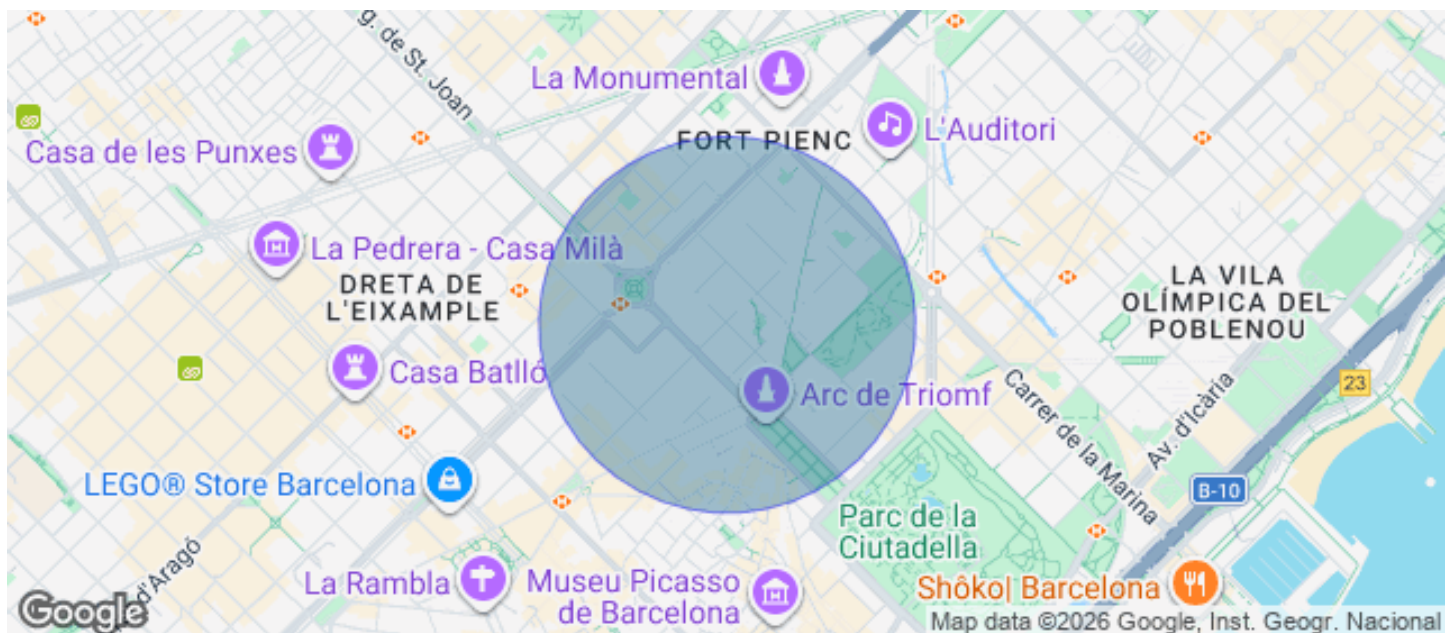 g. de St. Joan
La Monumental
FORT PIENC
L'Auditori
Casa de les Punxes
La Pedrera - Casa Milà
DRETA DE
L'EIXAMPLE
LA VILA
OLÍMPICA DEL
POBLENOU
Casa Batlló
Arc de Triomf
23
Carrer de la Marina
Av. d'Icària
LEGO® Store Barcelona
B-10
Parc de la
Ciutadella
d'Aragó
La Rambla
Museu Picasso
de Barcelona
Shôko| Barcelona
Google
Map data ©2026 Google, Inst. Geogr. Nacional